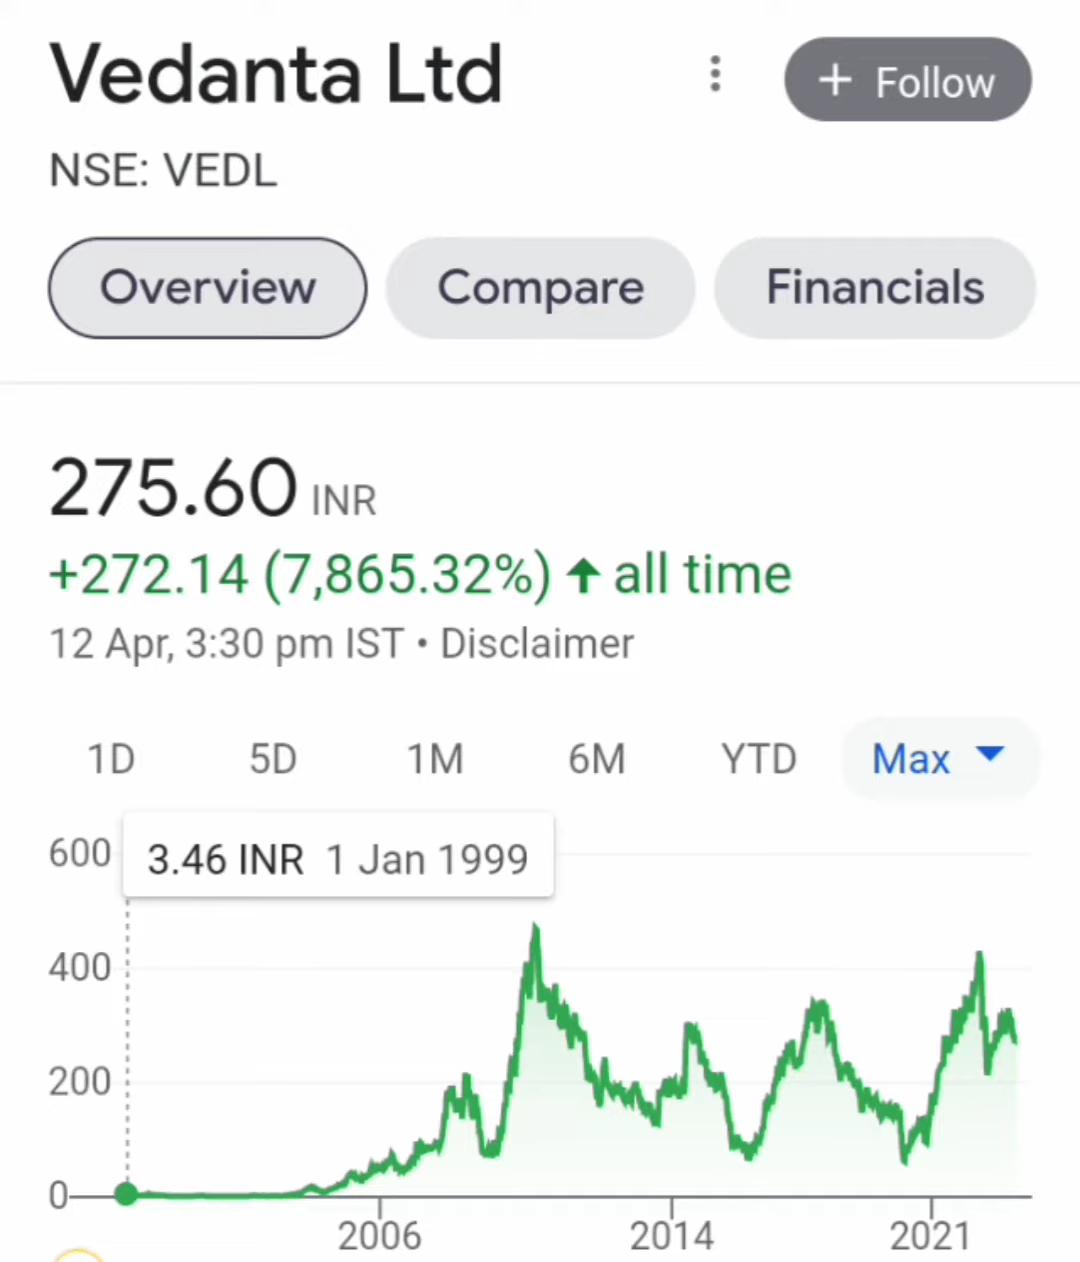 Vedanta Ltd
+ Follow
NSE: VEDL
Overview Compare Financials
275.60 INR
+272.14 (7,865.32%) ↑ all time
12 Apr, 3:30 pm IST • Disclaimer
1D 5D 1M 6M YTD Max
600
3.46 INR 1 Jan 1999
400
200
0
2006 2014 2021